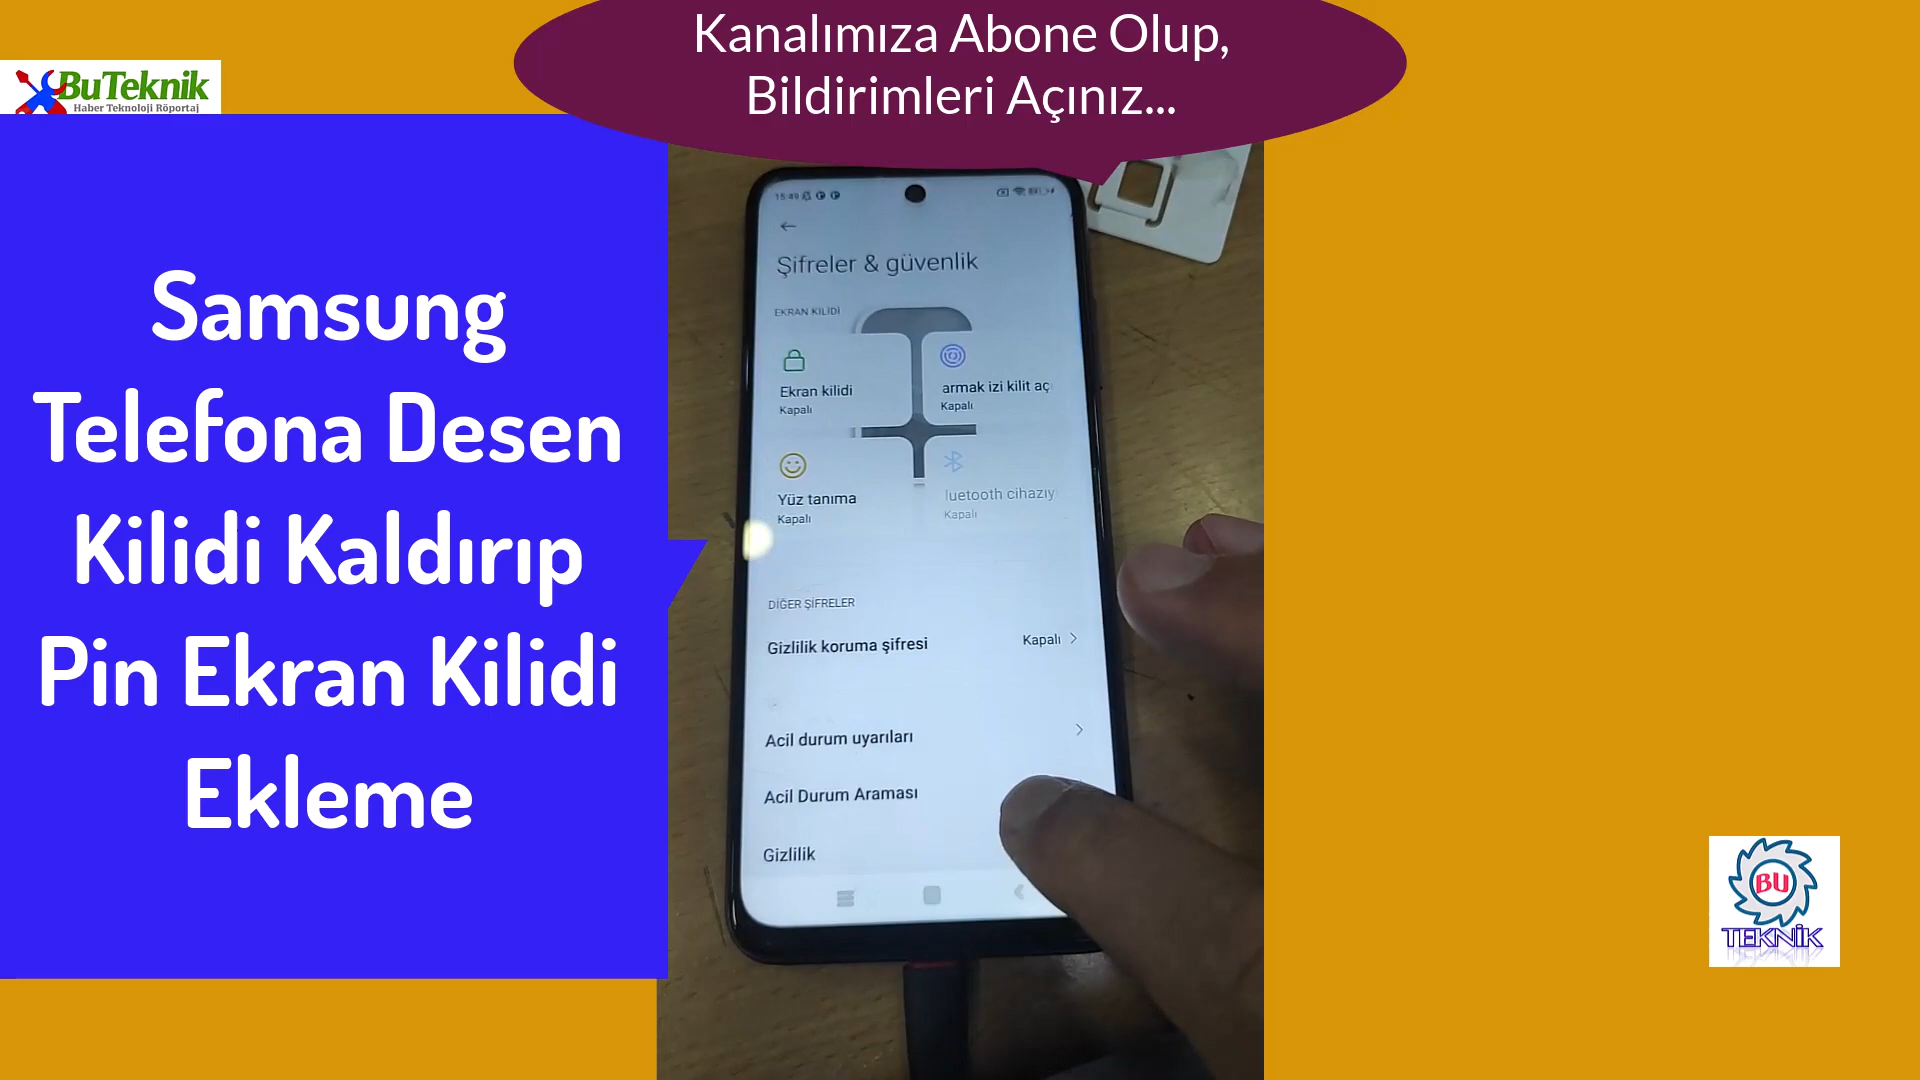 Kanalımıza Abone Olup,
Bildirimleri Açınız...
BuTeknik
Haber Teknoloji Röportaj
Samsung
Telefona Desen
Kilidi Kaldırıp
Pin Ekran Kilidi
Ekleme
15:49
Şifreler & güvenlik
EKRAN KİLİDİ
Ekran kilidi
Kapalı
armak izi kilit aç
Kapalı
Yüz tanıma
Kapalı
luetooth cihazıy
Kapalı
DİĞER ŞİFRELER
Gizlilik koruma şifresi
Kapalı
Acil durum uyarıları
Acil Durum Araması
Gizlilik
BU
TEKNİK